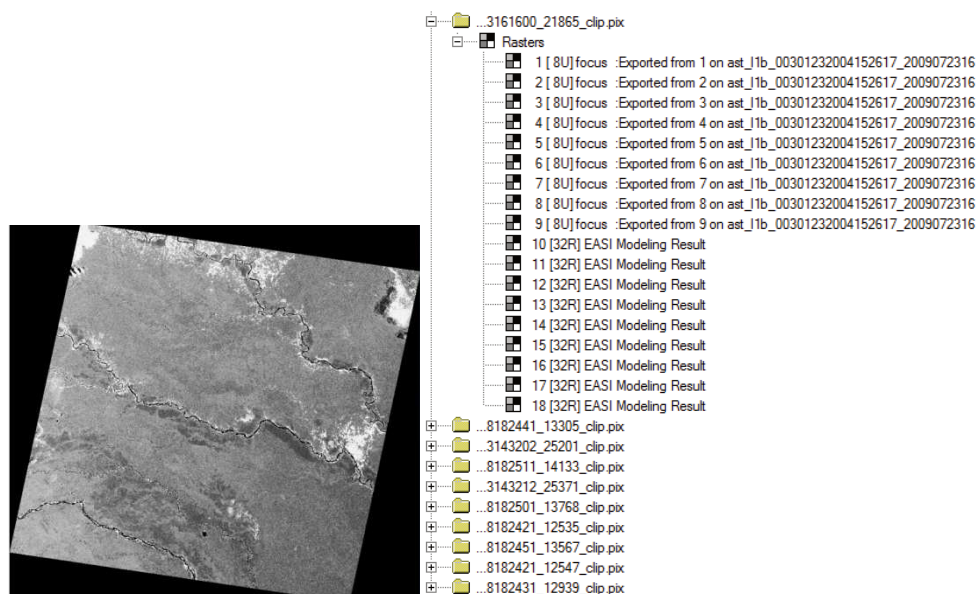 ...3161600_21865_clip.pix
Rasters
1 [ 8U] focus :Exported from 1 on ast_l1b_00301232004152617_2009072316
2 [ 8U] focus :Exported from 2 on ast_l1b_00301232004152617_2009072316
3 [ 8U] focus :Exported from 3 on ast_l1b_00301232004152617_2009072316
4 [ 8U] focus :Exported from 4 on ast_l1b_00301232004152617_2009072316
5 [ 8U] focus :Exported from 5 on ast_l1b_00301232004152617_2009072316
6 [ 8U] focus :Exported from 6 on ast_l1b_00301232004152617_2009072316
7 [ 8U] focus :Exported from 7 on ast_l1b_00301232004152617_2009072316
8 [ 8U] focus :Exported from 8 on ast_l1b_00301232004152617_2009072316
9 [ 8U] focus :Exported from 9 on ast_l1b_00301232004152617_2009072316
10 [32R] EASI Modeling Result
11 [32R] EASI Modeling Result
12 [32R] EASI Modeling Result
13 [32R] EASI Modeling Result
14 [32R] EASI Modeling Result
15 [32R] EASI Modeling Result
16 [32R] EASI Modeling Result
17 [32R] EASI Modeling Result
18 [32R] EASI Modeling Result
...8182441_13305_clip.pix
...3143202_25201_clip.pix
...8182511_14133_clip.pix
...3143212_25371_clip.pix
...8182501_13768_clip.pix
...8182421_12535_clip.pix
...8182451_13567_clip.pix
...8182421_12547_clip.pix
...8182431_12939_clip.pix